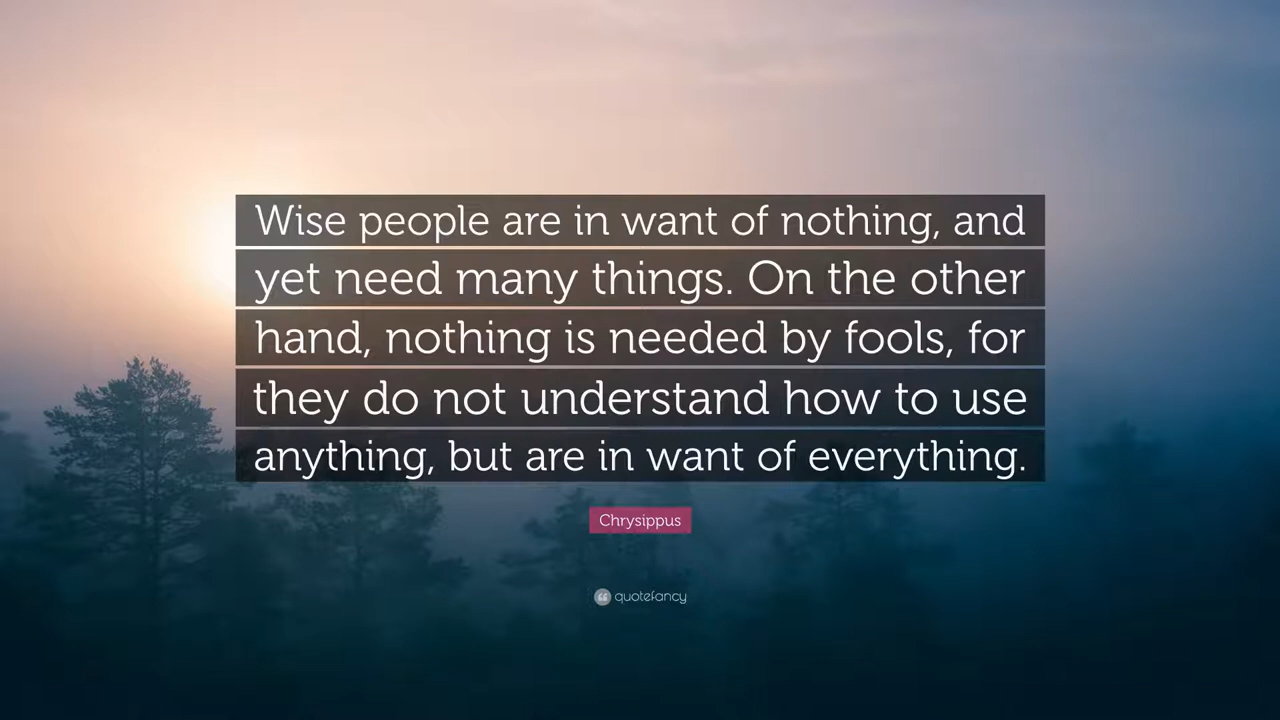 Wise people are in want of nothing, and
yet need many things. On the other
hand, nothing is needed by fools, for
they do not understand how to use
anything, but are in want of everything.
Chrysippus
quotefancy